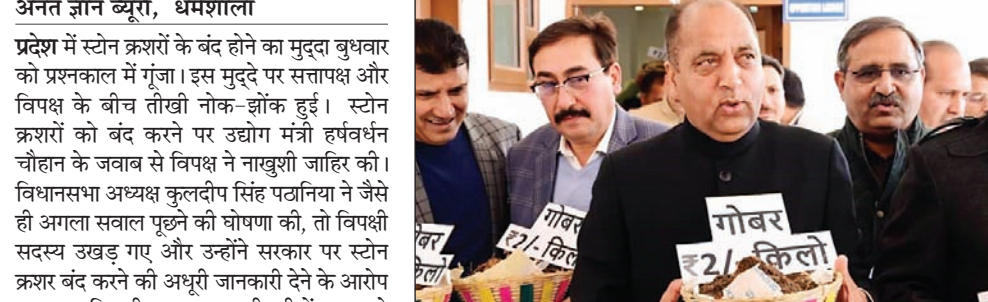 अनंत ज्ञान ब्यूरो, धर्मशाला
प्रदेश में स्टोन क्रशरों के बंद होने का मुद्दा बुधवार
को प्रश्नकाल में गूंजा। इस मुद्दे पर सत्तापक्ष और
विपक्ष के बीच तीखी नोक-झोंक हुई। स्टोन
क्रशरों को बंद करने पर उद्योग मंत्री हर्षवर्धन
चौहान के जवाब से विपक्ष ने नाखुशी जाहिर की।
विधानसभा अध्यक्ष कुलदीप सिंह पठानिया ने जैसे
ही अगला सवाल पूछने की घोषणा की, तो विपक्षी
सदस्य उखड़ गए और उन्होंने सरकार पर स्टोन
क्रशर बंद करने की अधूरी जानकारी देने के आरोप
गोबर
₹2/- किलो
गोबर
₹2/- किलो